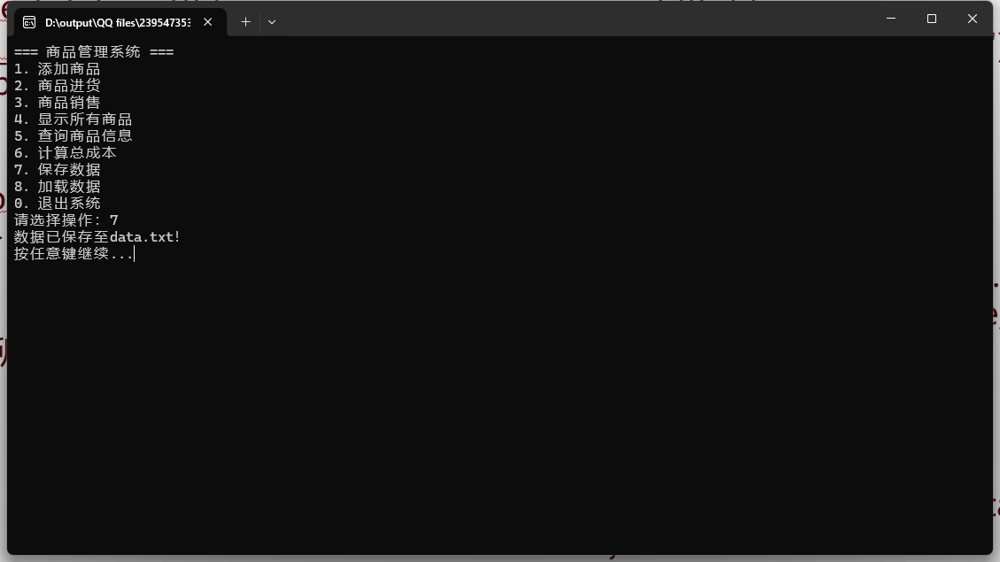 D:\output\QQ files\239547353
=== 商品管理系统 ===
1. 添加商品
2. 商品进货
3. 商品销售
4. 显示所有商品
5. 查询商品信息
6. 计算总成本
7. 保存数据
8. 加载数据
0. 退出系统
请选择操作: 7
数据已保存至data.txt!
按任意键继续...